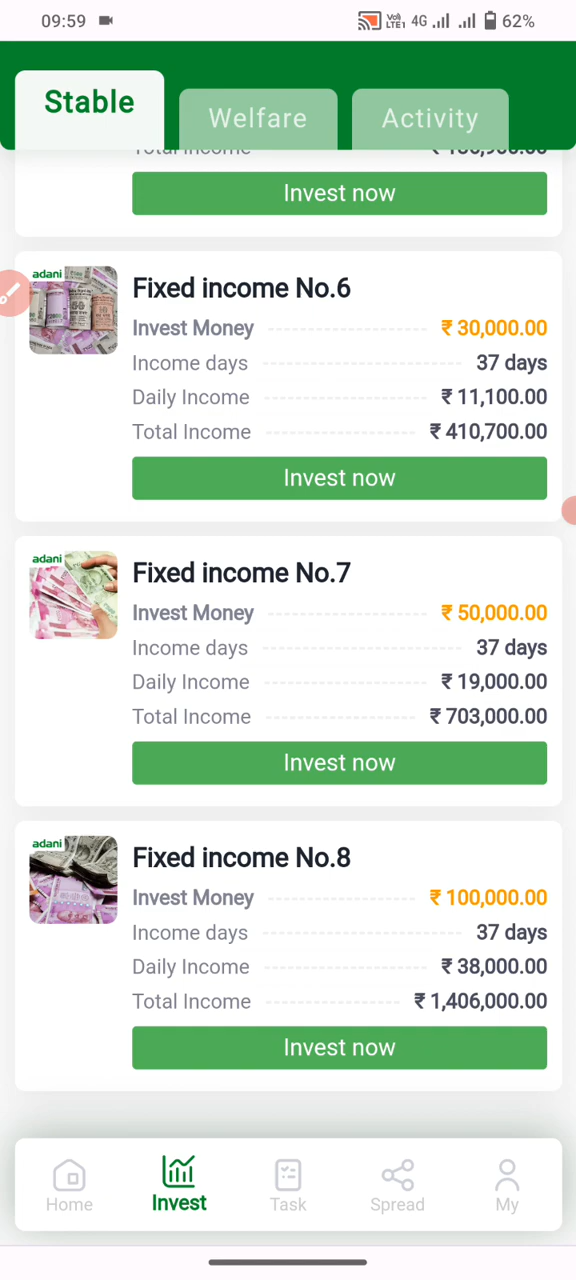 09:59 Vo) LTE1 4G 62%
Stable
Welfare
Activity
Total Income
Invest now
adani
Fixed income No.6
Invest Money ₹ 30,000.00
Income days 37 days
Daily Income ₹ 11,100.00
Total Income ₹ 410,700.00
Invest now
adani
Fixed income No.7
Invest Money ₹ 50,000.00
Income days 37 days
Daily Income ₹ 19,000.00
Total Income ₹ 703,000.00
Invest now
adani
Fixed income No.8
Invest Money ₹ 100,000.00
Income days 37 days
Daily Income ₹ 38,000.00
Total Income ₹ 1,406,000.00
Invest now
Home
Invest
Task
Spread
My